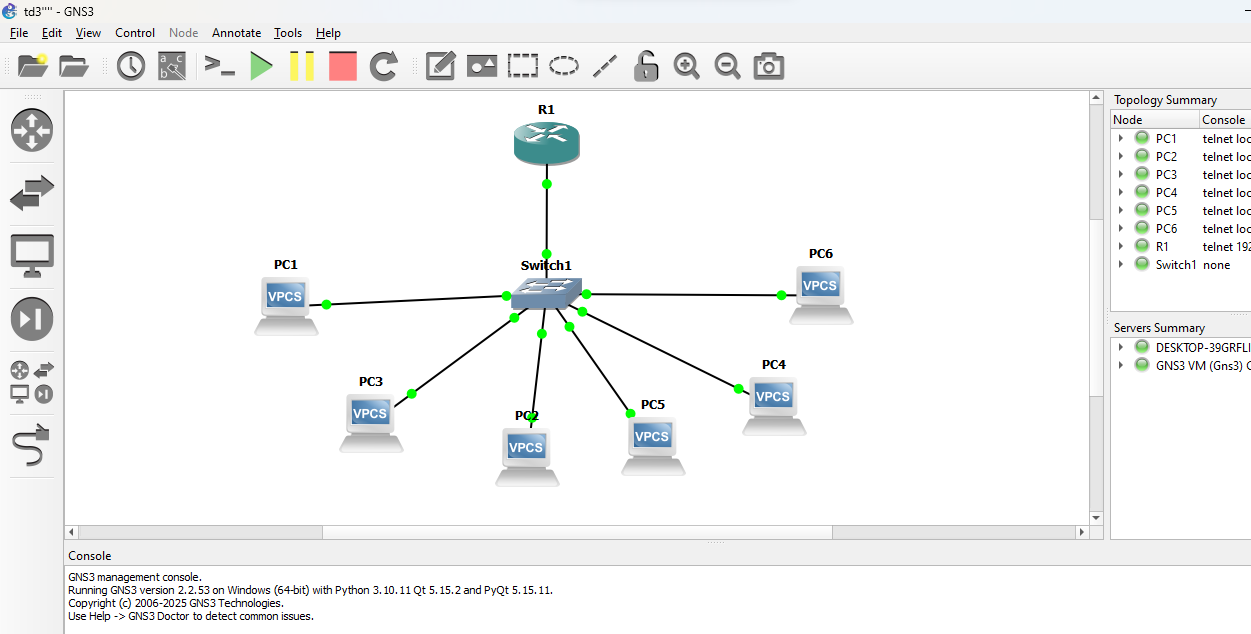 td3"" - GNS3
File Edit View Control Node Annotate Tools Help
a c
b
R1
Switch1
PC1
VPCS
PC6
VPCS
PC3
VPCS
PC2
VPCS
PC5
VPCS
PC4
VPCS
Topology Summary
Node Console
PC1 telnet loc
PC2 telnet loc
PC3 telnet loc
PC4 telnet loc
PC5 telnet loc
PC6 telnet loc
R1 telnet 192
Switch1 none
Servers Summary
DESKTOP-39GRFLI
GNS3 VM (Gns3) C
Console
GNS3 management console.
Running GNS3 version 2.2.53 on Windows (64-bit) with Python 3.10.11 Qt 5.15.2 and PyQt 5.15.11.
Copyright (c) 2006-2025 GNS3 Technologies.
Use Help -> GNS3 Doctor to detect common issues.